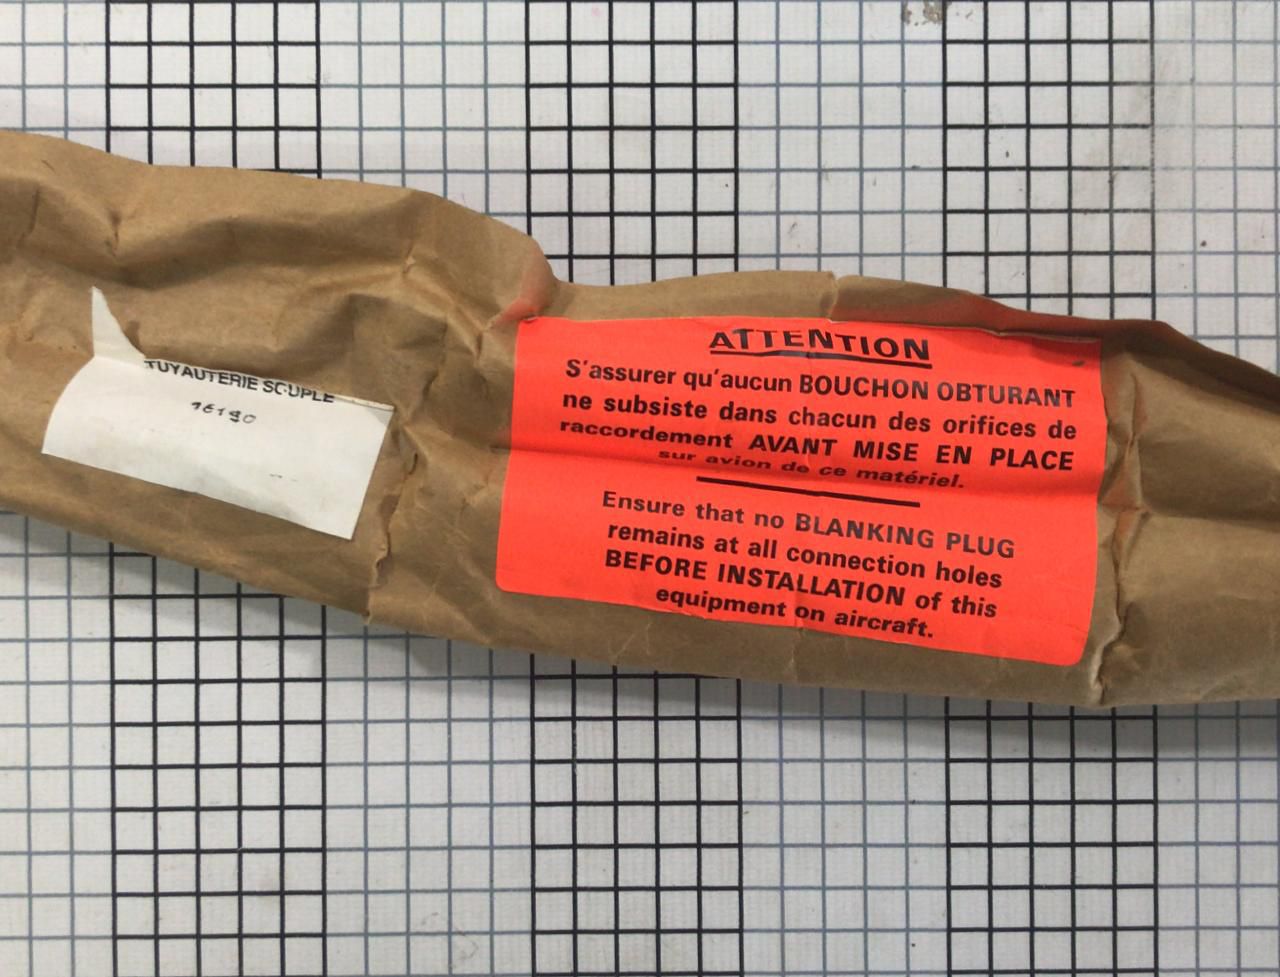 TUYAUTERIE SOUPLE
16190
ATTENTION
S'assurer qu'aucun BOUCHON OBTURANT
ne subsiste dans chacun des orifices de
raccordement AVANT MISE EN PLACE
sur avion de ce matériel.
Ensure that no BLANKING PLUG
remains at all connection holes
BEFORE INSTALLATION of this
equipment on aircraft.